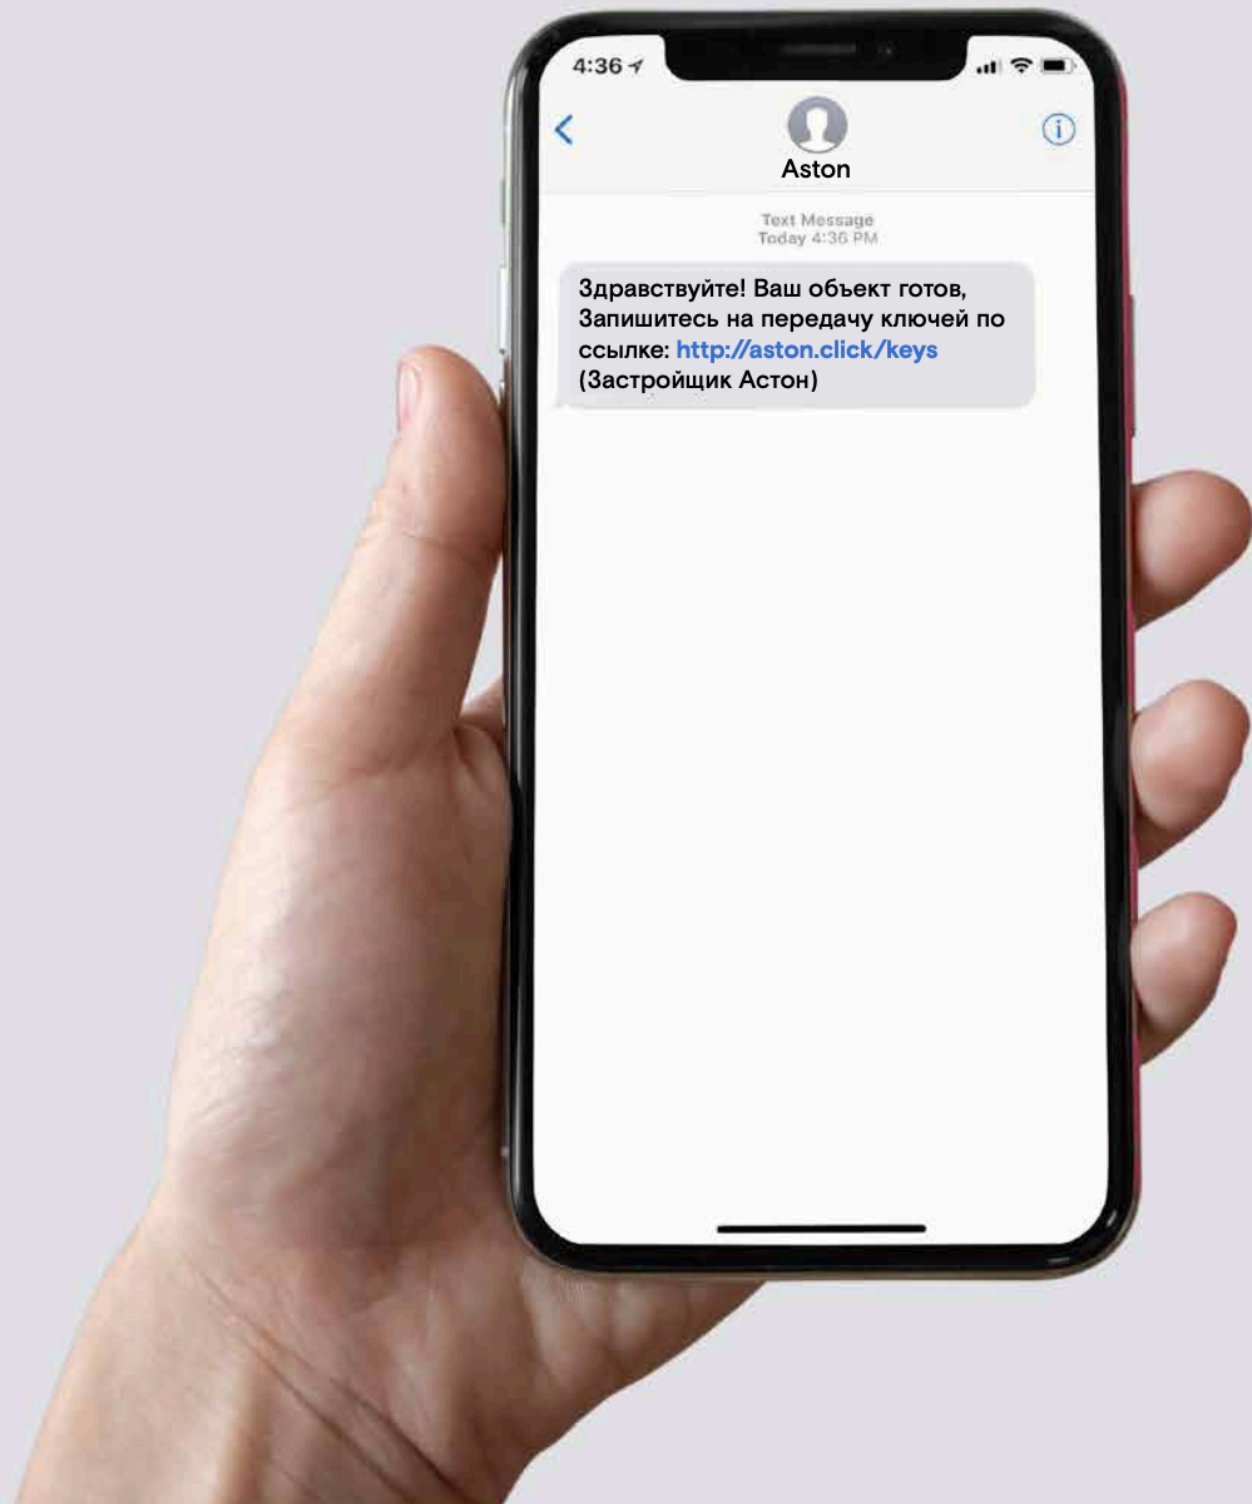 4:36
Aston
Text Message
Today 4:36 PM
Здравствуйте! Ваш объект готов,
Запишитесь на передачу ключей по
ссылке: http://aston.click/keys
(Застройщик Астон)